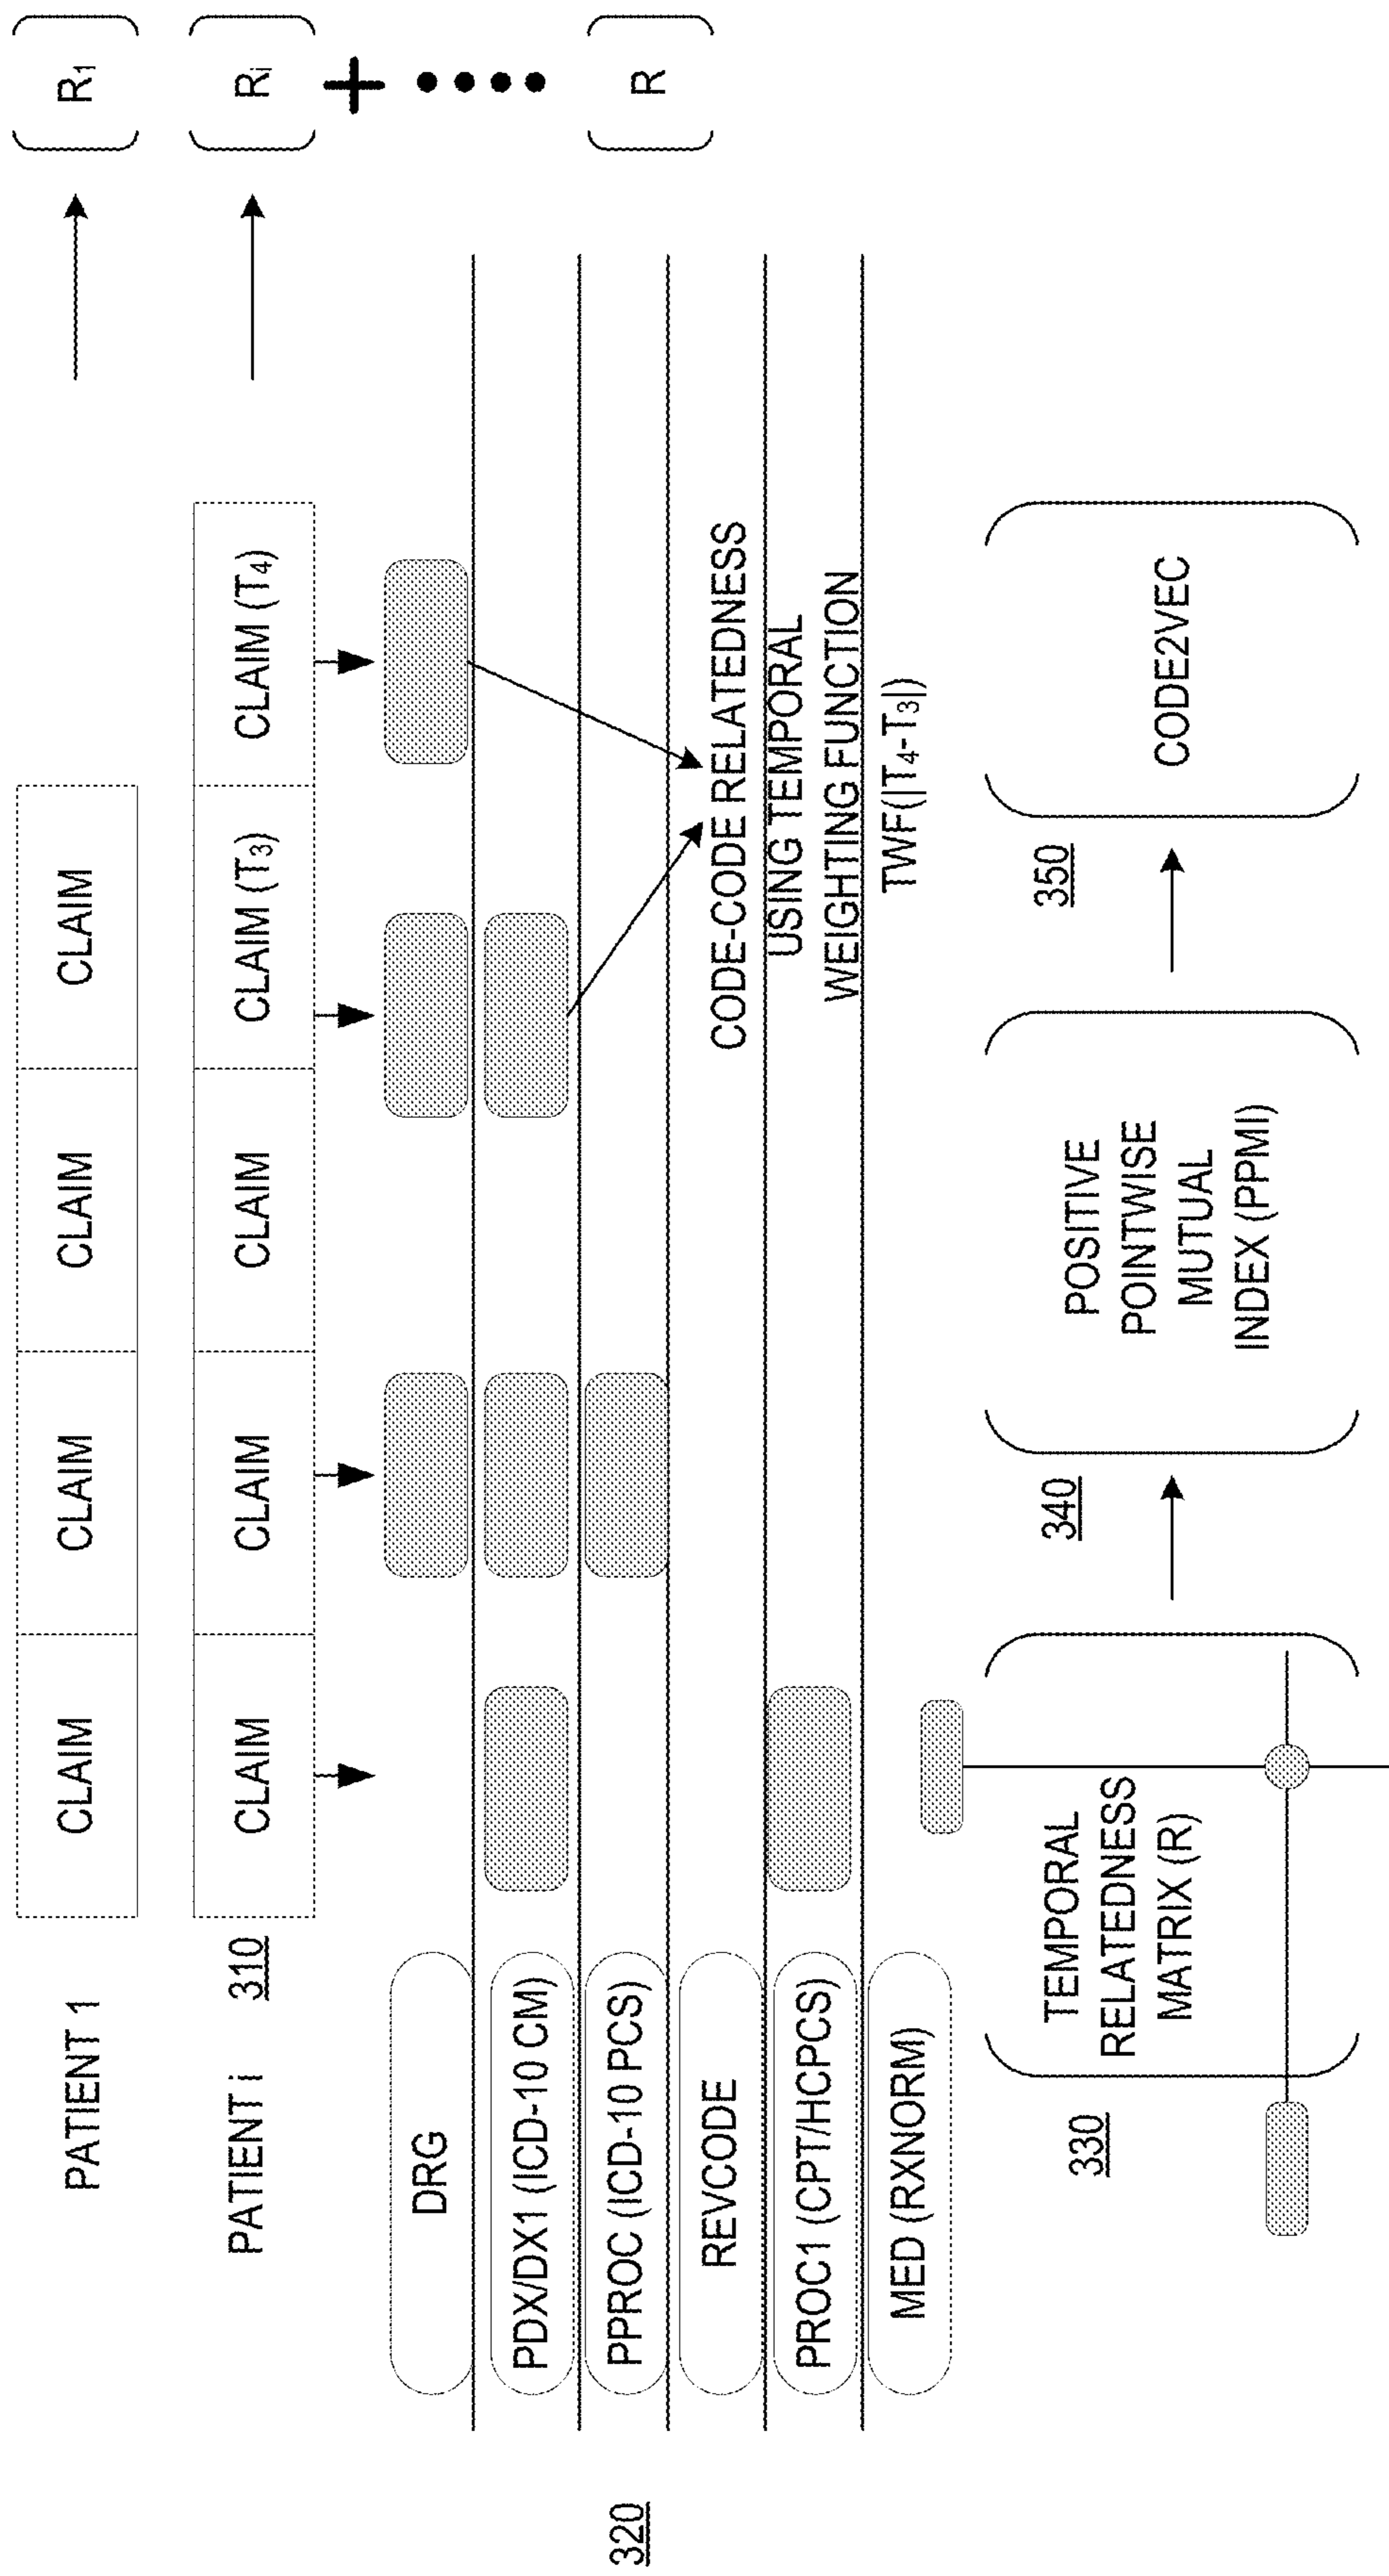 PATIENT 1
CLAIM
CLAIM
CLAIM
CLAIM
R1
PATIENT i
310
CLAIM
CLAIM
CLAIM
CLAIM (T3)
CLAIM (T4)
Ri
+
R
320
DRG
PDX/DX1 (ICD-10 CM)
PPROC (ICD-10 PCS)
REVCODE
PROC1 (CPT/HCPCS)
MED (RXNORM)
CODE-CODE RELATEDNESS
USING TEMPORAL
WEIGHTING FUNCTION
TWF(|T4-T3|)
330
TEMPORAL
RELATEDNESS
MATRIX (R)
340
POSITIVE
POINTWISE
MUTUAL
INDEX (PPMI)
350
CODE2VEC